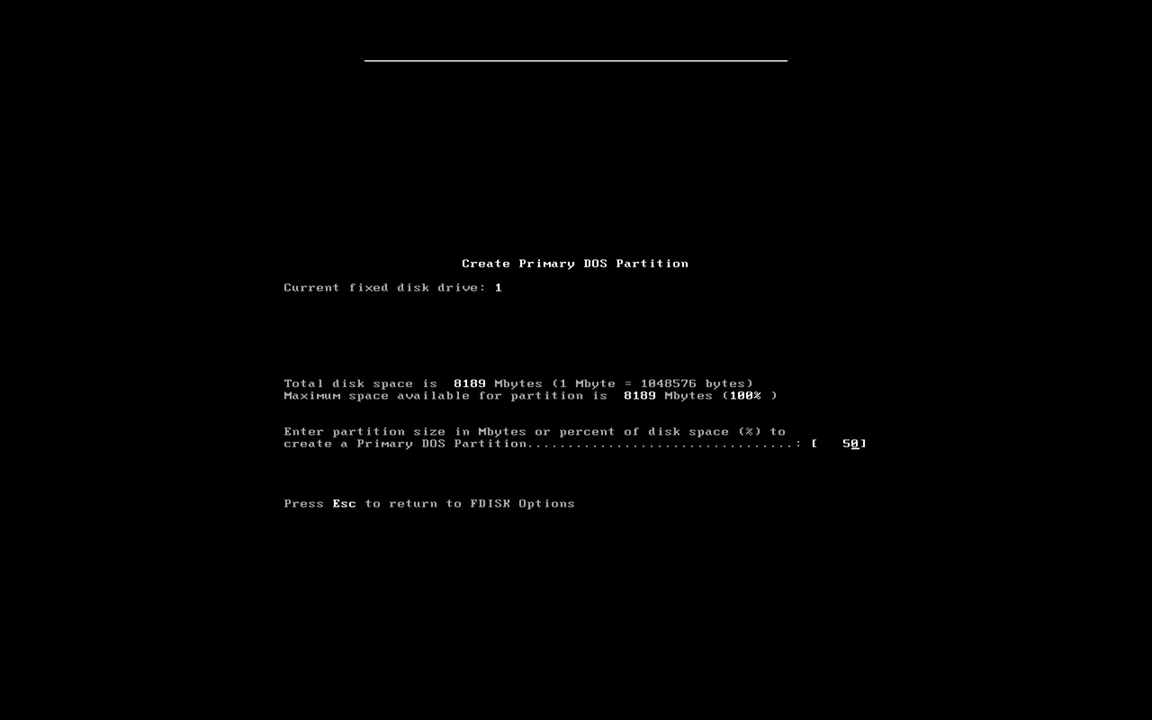 Create Primary DOS Partition
Current fixed disk drive: 1
Total disk space is 8189 Mbytes (1 Mbyte = 1048576 bytes)
Maximum space available for partition is 8189 Mbytes (100% )
Enter partition size in Mbytes or percent of disk space (%) to
create a Primary DOS Partition.................................: [ 50]
Press Esc to return to FDISK Options